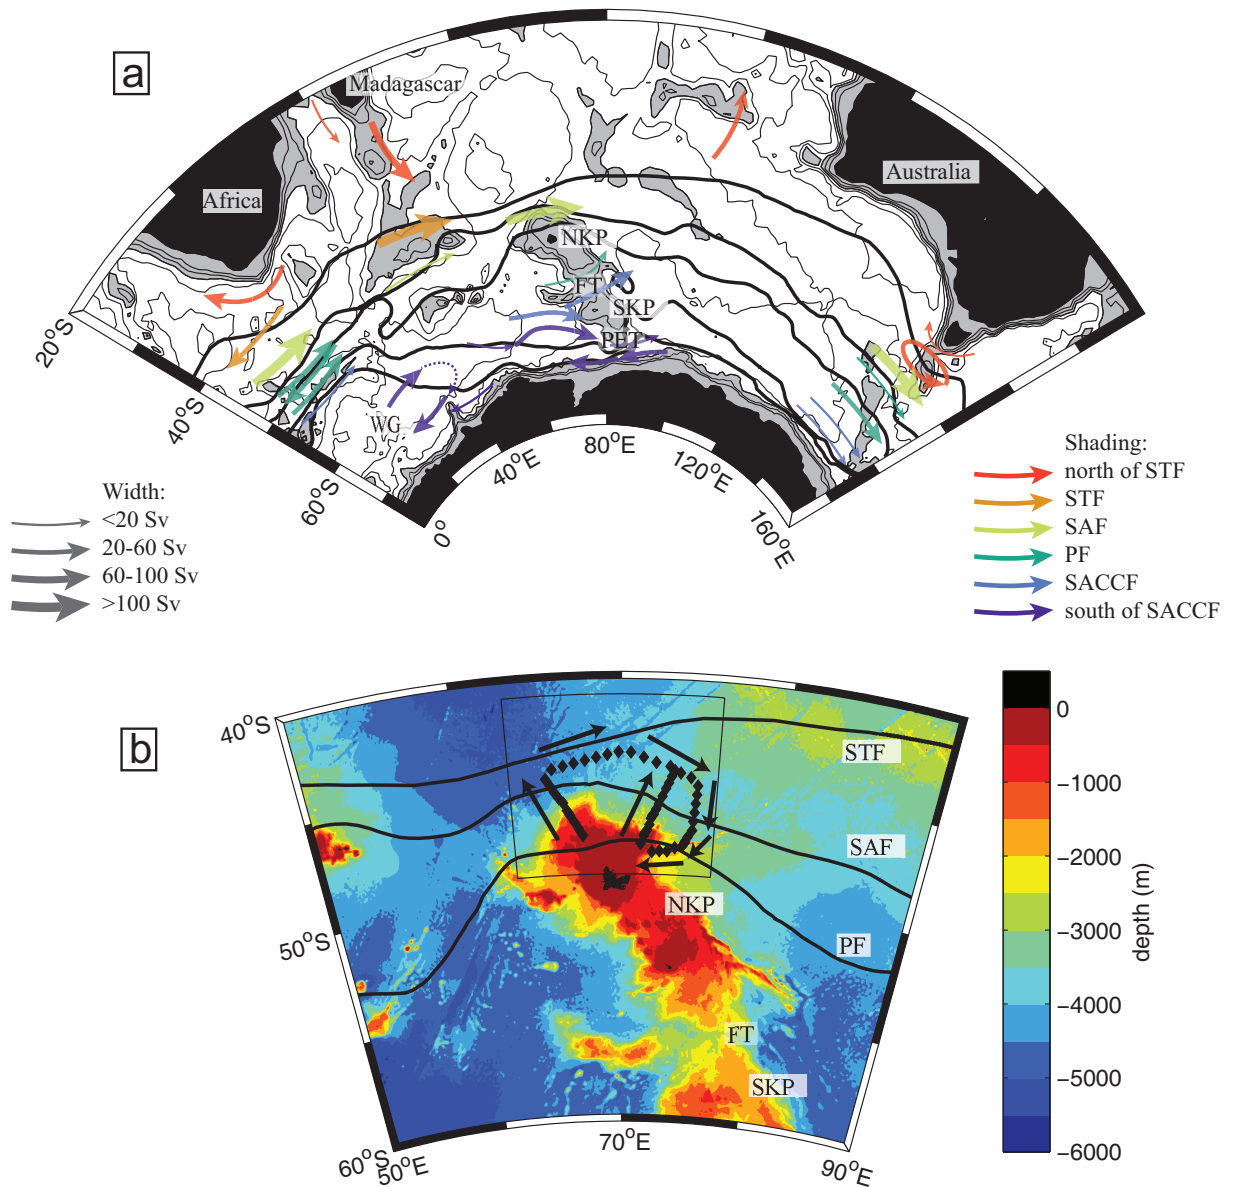 a
Madagascar
Africa
Australia
NKP
FT
SKP
PET
WG
20°S
40°S
60°S
0°
40°E
80°E
120°E
160°E
Width:
<20 Sv
20-60 Sv
60-100 Sv
>100 Sv
Shading:
north of STF
STF
SAF
PF
SACCF
south of SACCF
b
40°S
50°S
60°S
50°E
70°E
90°E
STF
SAF
NKP
PF
FT
SKP
0
−1000
−2000
−3000
−4000
−5000
−6000
depth (m)